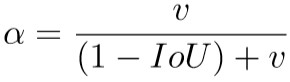 α = v / ((1 − IoU) + v)